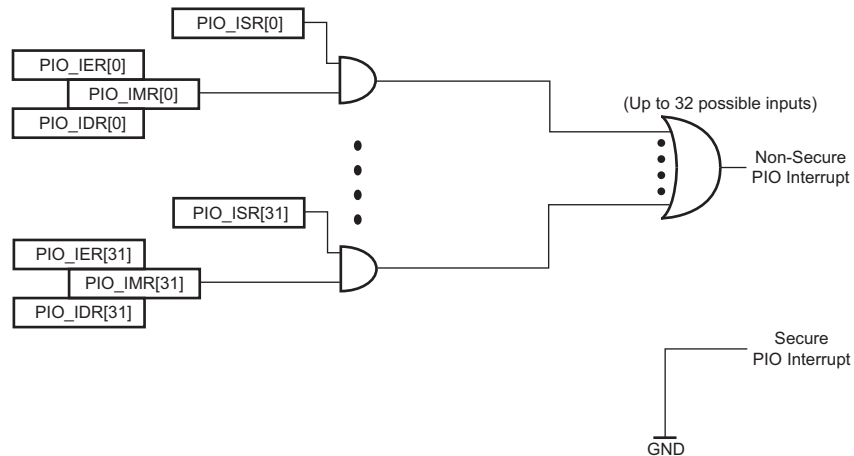 PIO_ISR[0]
PIO_IER[0]
PIO_IMR[0]
PIO_IDR[0]
(Up to 32 possible inputs)
Non-Secure
PIO Interrupt
PIO_ISR[31]
PIO_IER[31]
PIO_IMR[31]
PIO_IDR[31]
Secure
PIO Interrupt
GND